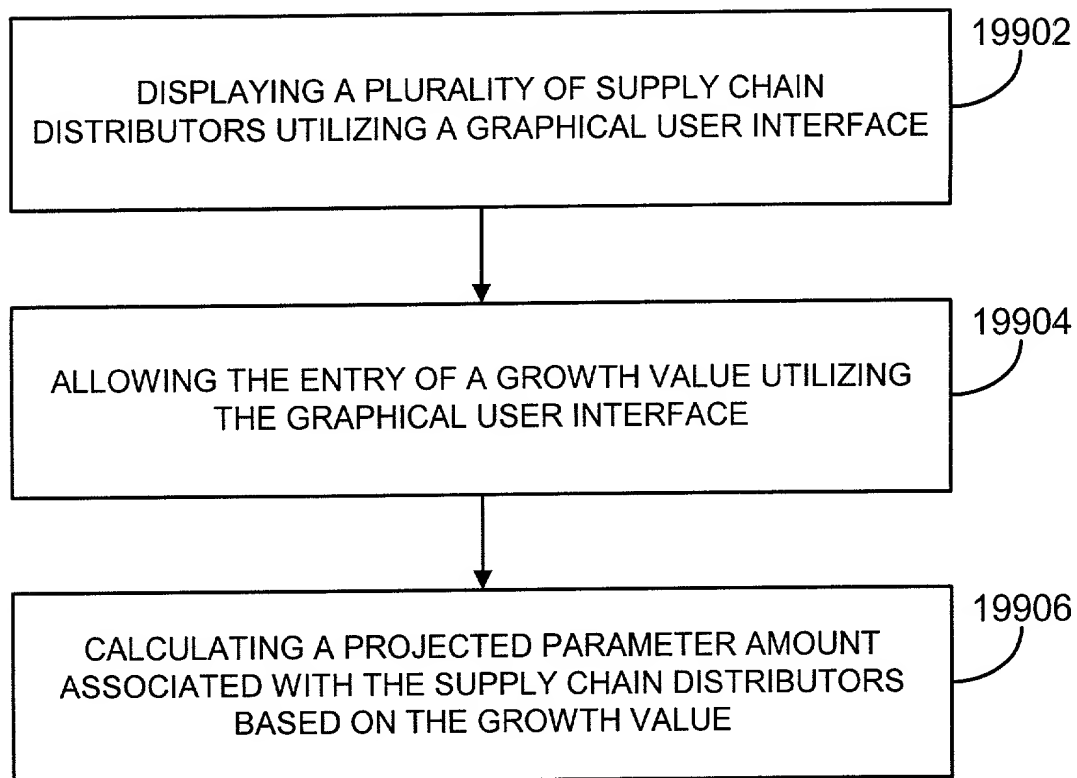 19902
DISPLAYING A PLURALITY OF SUPPLY CHAIN
DISTRIBUTORS UTILIZING A GRAPHICAL USER INTERFACE
19904
ALLOWING THE ENTRY OF A GROWTH VALUE UTILIZING
THE GRAPHICAL USER INTERFACE
19906
CALCULATING A PROJECTED PARAMETER AMOUNT
ASSOCIATED WITH THE SUPPLY CHAIN DISTRIBUTORS
BASED ON THE GROWTH VALUE